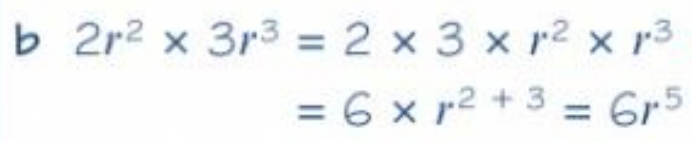 b 2r² × 3r³ = 2 × 3 × r² × r³
= 6 × r²⁺³ = 6r⁵